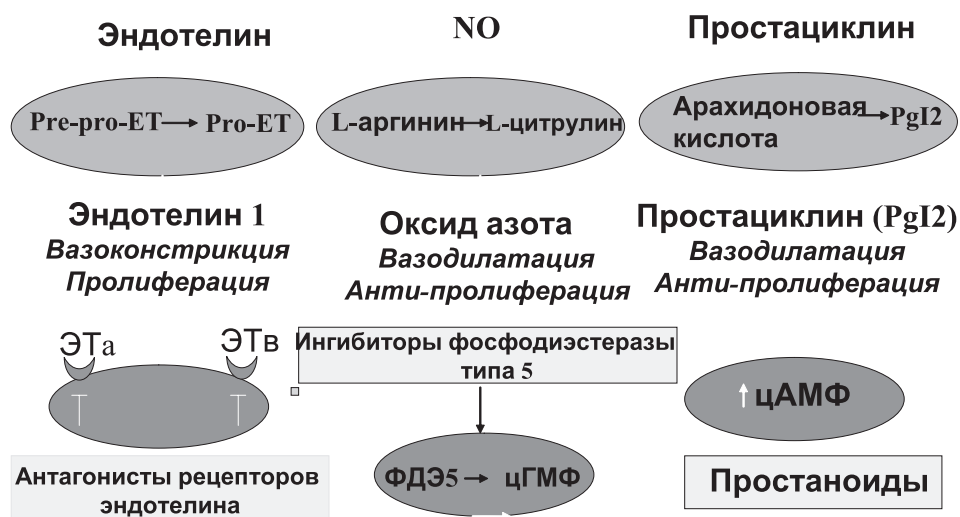 Эндотелин
NO
Простациклин
Pre-pro-ET → Pro-ET
L-аргинин→L-цитрулин
Арахидоновая → PgI2
кислота
Эндотелин 1
Вазоконстрикция
Пролиферация
Оксид азота
Вазодилатация
Анти-пролиферация
Простациклин (PgI2)
Вазодилатация
Анти-пролиферация
ЭТа
ЭТв
Антагонисты рецепторов
эндотелина
Ингибиторы фосфодиэстеразы
типа 5
ФДЭ5 → цГМФ
↑ цАМФ
Простаноиды